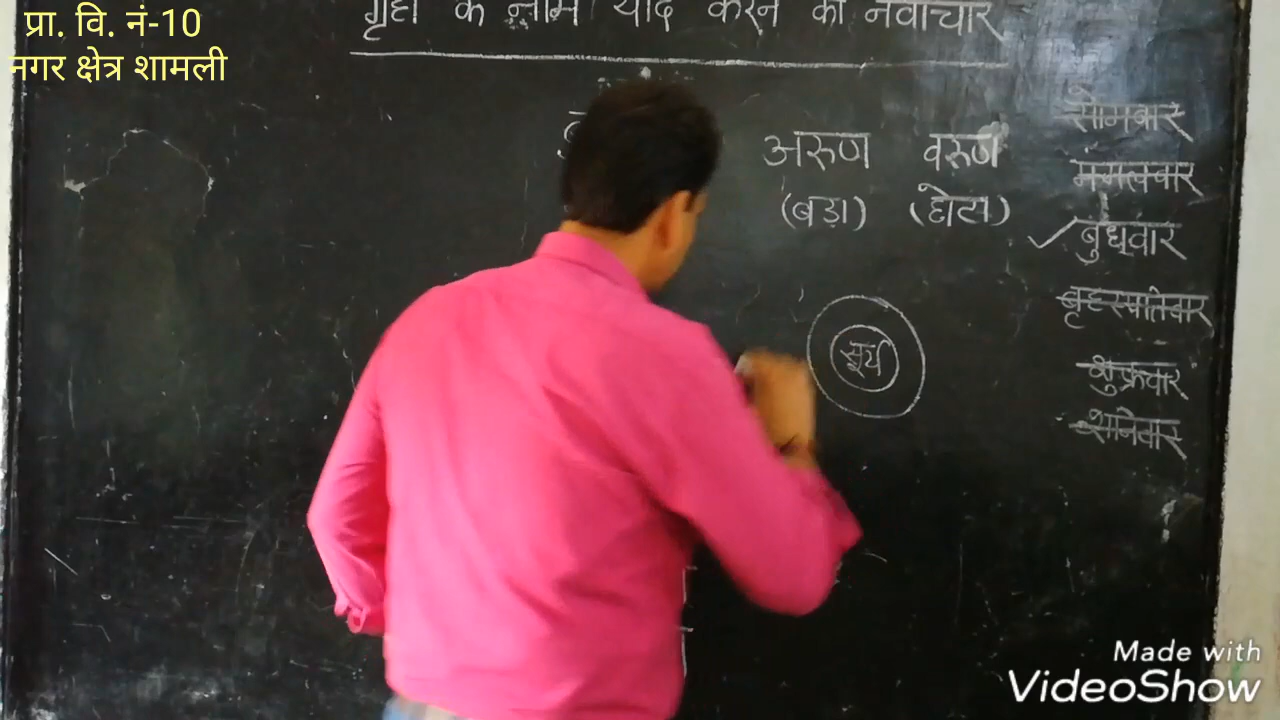 प्रा. वि. नं-10
नगर क्षेत्र शामली
ग्रहों के नाम याद करने का नवाचार
अरूण वरूण
(बड़ा) (छोटा)
सोमवार
मंगलवार
✓ बुधवार
बृहस्पतिवार
शुक्रवार
शनिवार
सूर्य
Made with
VideoShow